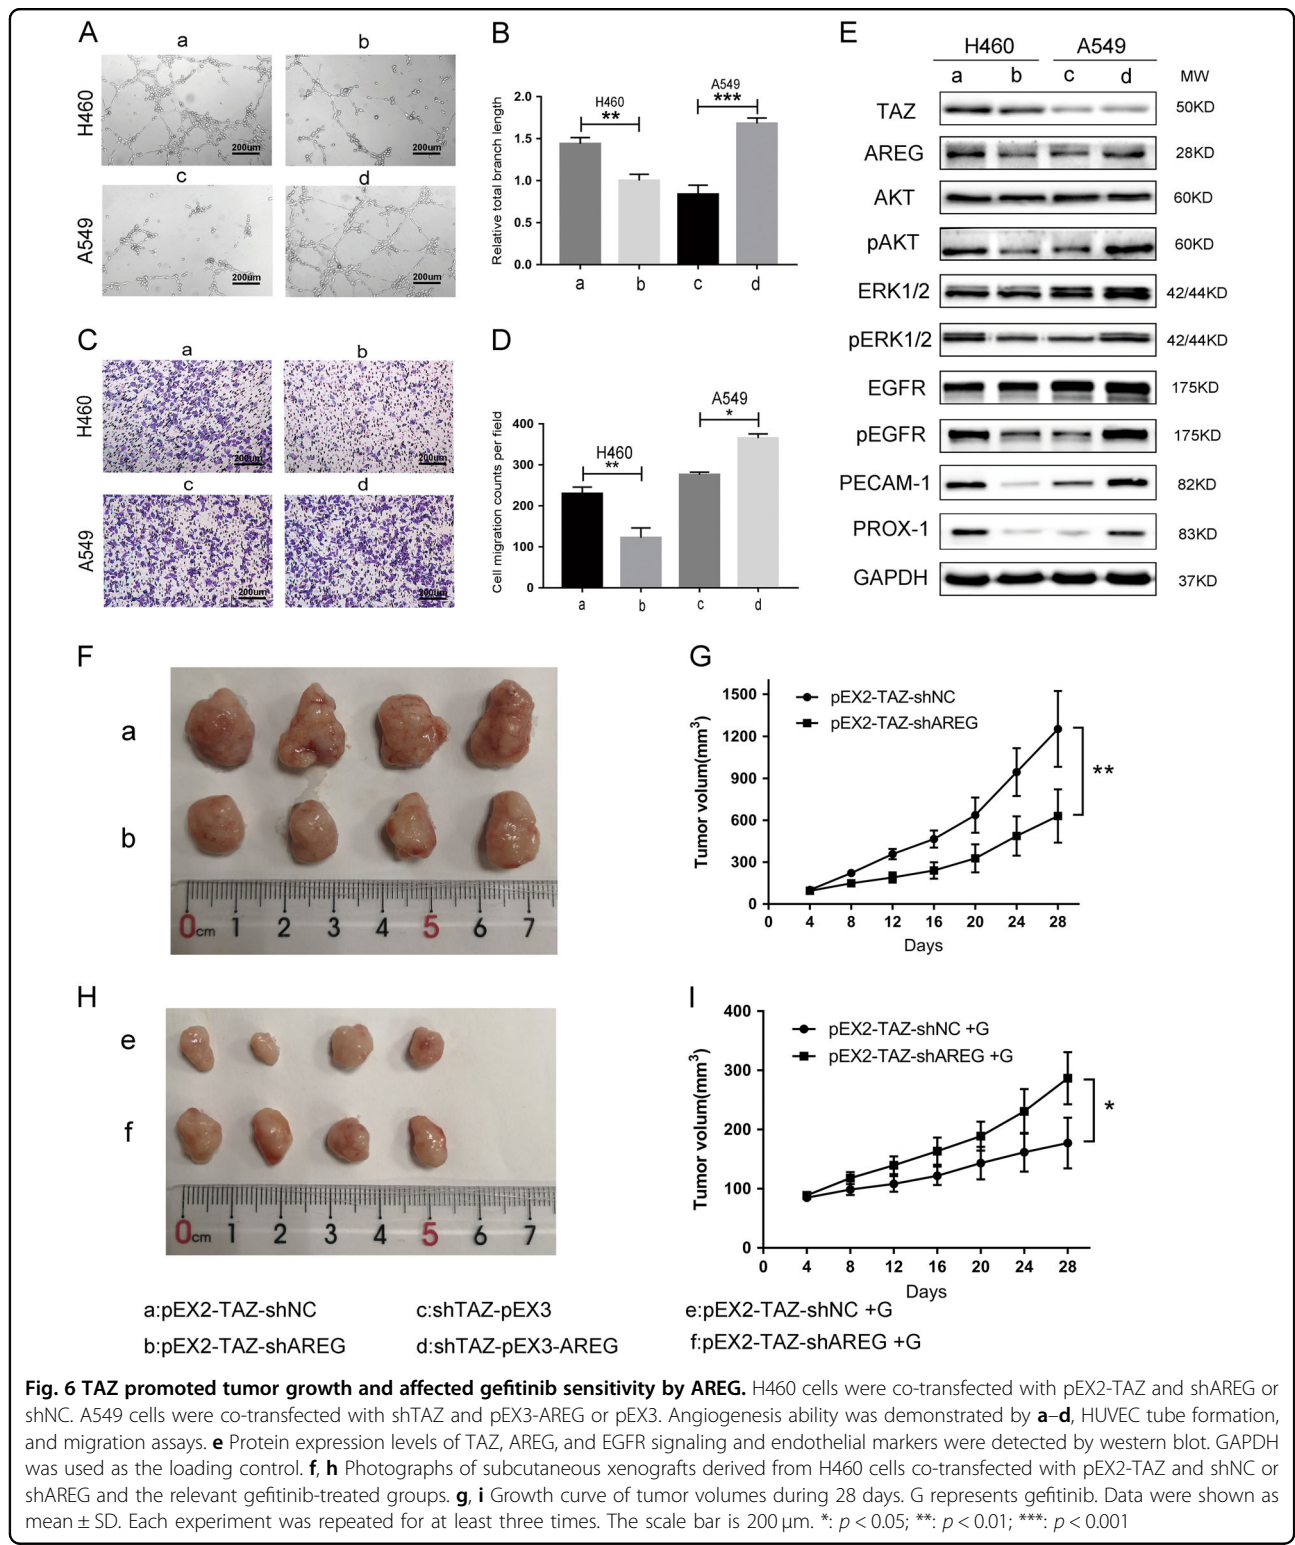 A
a
b
H460
200um
200um
c
d
A549
200um
200um
B
Relative total branch length
2.0
1.5
1.0
0.5
0.0
H460
**
A549
***
a b c d
C
a
b
H460
200um
200um
c
d
A549
200um
200um
D
Cell migration counts per field
400
300
200
100
0
H460
**
A549
*
a b c d
E
H460 A549
a b c d MW
TAZ 50KD
AREG 28KD
AKT 60KD
pAKT 60KD
ERK1/2 42/44KD
pERK1/2 42/44KD
EGFR 175KD
pEGFR 175KD
PECAM-1 82KD
PROX-1 83KD
GAPDH 37KD
F
a
b
0cm 1 2 3 4 5 6 7
G
Tumor volum(mm³)
1500
1200
900
600
300
0
pEX2-TAZ-shNC
pEX2-TAZ-shAREG
**
0 4 8 12 16 20 24 28
Days
H
e
f
0cm 1 2 3 4 5 6 7
I
Tumor volum(mm³)
400
300
200
100
0
pEX2-TAZ-shNC +G
pEX2-TAZ-shAREG +G
*
0 4 8 12 16 20 24 28
Days
a:pEX2-TAZ-shNC c:shTAZ-pEX3 e:pEX2-TAZ-shNC +G
b:pEX2-TAZ-shAREG d:shTAZ-pEX3-AREG f:pEX2-TAZ-shAREG +G
Fig. 6 TAZ promoted tumor growth and affected gefitinib sensitivity by AREG. H460 cells were co-transfected with pEX2-TAZ and shAREG or
shNC. A549 cells were co-transfected with shTAZ and pEX3-AREG or pEX3. Angiogenesis ability was demonstrated by a–d, HUVEC tube formation,
and migration assays. e Protein expression levels of TAZ, AREG, and EGFR signaling and endothelial markers were detected by western blot. GAPDH
was used as the loading control. f, h Photographs of subcutaneous xenografts derived from H460 cells co-transfected with pEX2-TAZ and shNC or
shAREG and the relevant gefitinib-treated groups. g, i Growth curve of tumor volumes during 28 days. G represents gefitinib. Data were shown as
mean ± SD. Each experiment was repeated for at least three times. The scale bar is 200 μm. *: p < 0.05; **: p < 0.01; ***: p < 0.001